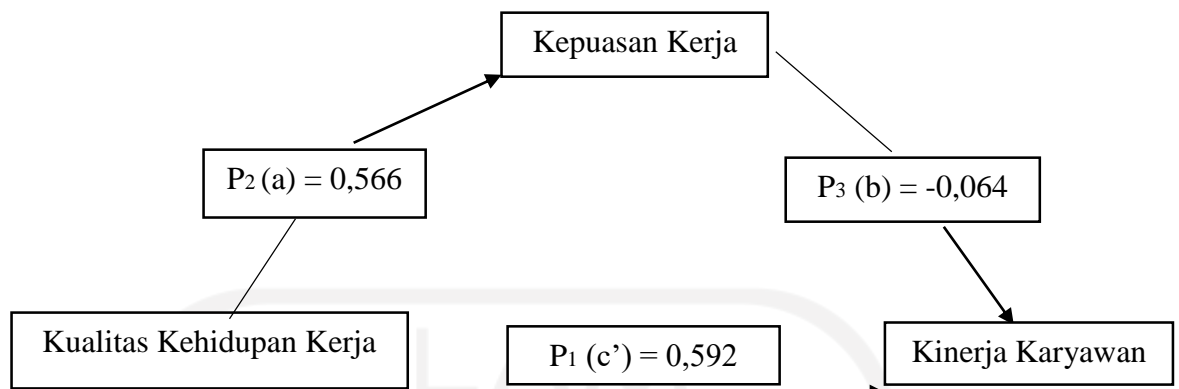 Kepuasan Kerja
P₂ (a) = 0,566
P₃ (b) = -0,064
Kualitas Kehidupan Kerja
P₁ (c’) = 0,592
Kinerja Karyawan